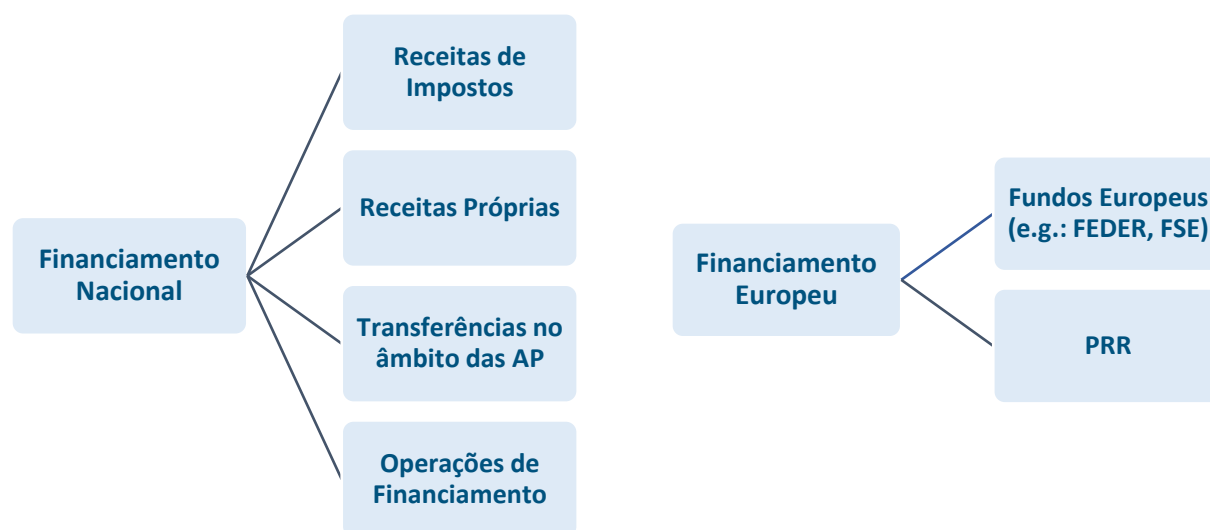 Financiamento
Nacional
Receitas de
Impostos
Receitas Próprias
Transferências no
âmbito das AP
Operações de
Financiamento
Financiamento
Europeu
Fundos Europeus
(e.g.: FEDER, FSE)
PRR